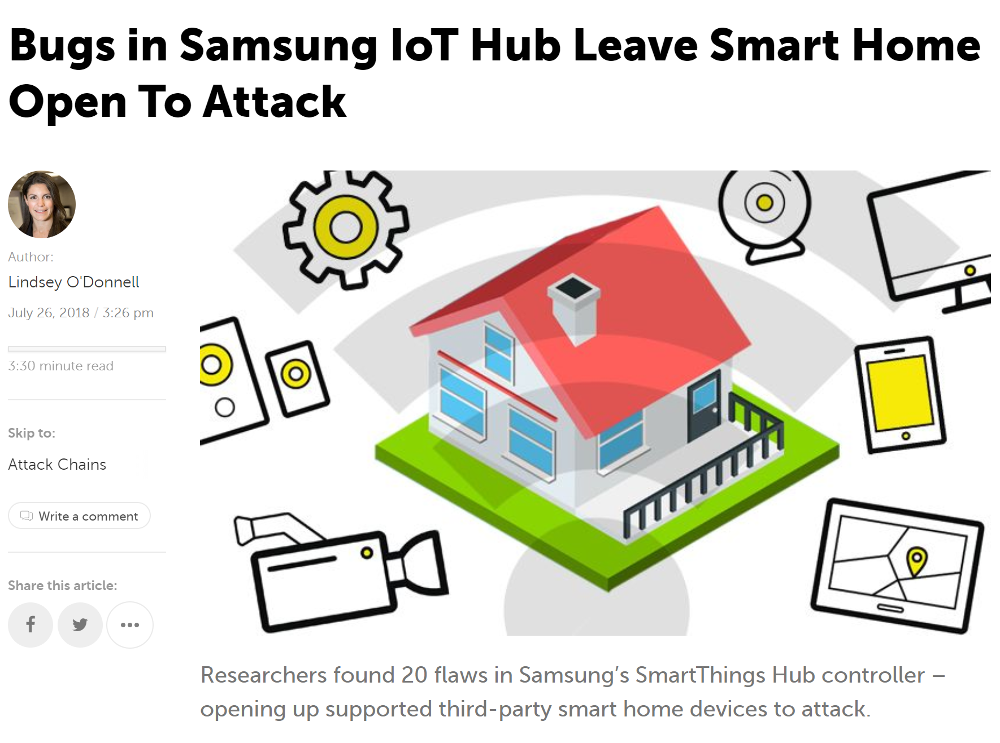 Bugs in Samsung IoT Hub Leave Smart Home
Open To Attack
Author:
Lindsey O'Donnell
July 26, 2018 / 3:26 pm
3:30 minute read
Skip to:
Attack Chains
Write a comment
Share this article:
Researchers found 20 flaws in Samsung’s SmartThings Hub controller –
opening up supported third-party smart home devices to attack.